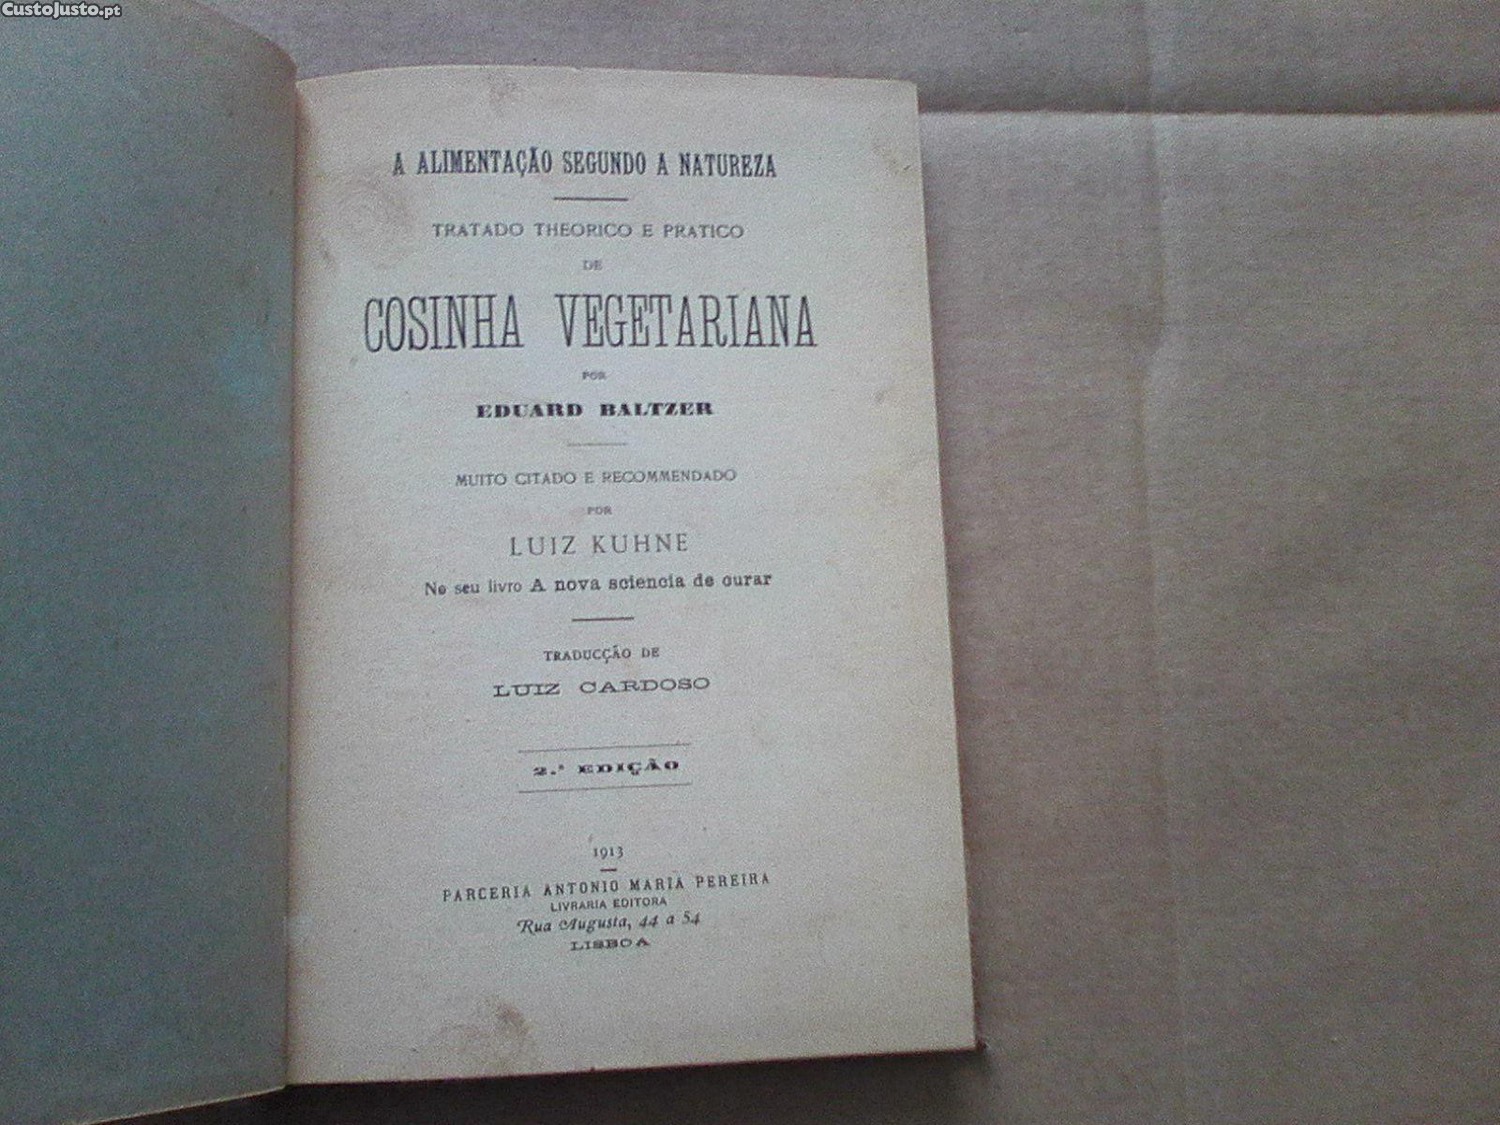 CustoJusto.pt
A ALIMENTAÇÃO SEGUNDO A NATUREZA
TRATADO THEORICO E PRATICO
DE
COSINHA VEGETARIANA
POR
EDUARD BALTZER
MUITO CITADO E RECOMMENDADO
POR
LUIZ KUHNE
No seu livro A nova sciencia de curar
TRADUCÇÃO DE
LUIZ CARDOSO
2.ª EDIÇÃO
1913
PARCERIA ANTONIO MARIA PEREIRA
LIVRARIA EDITORA
Rua Augusta, 44 a 54
LISBOA